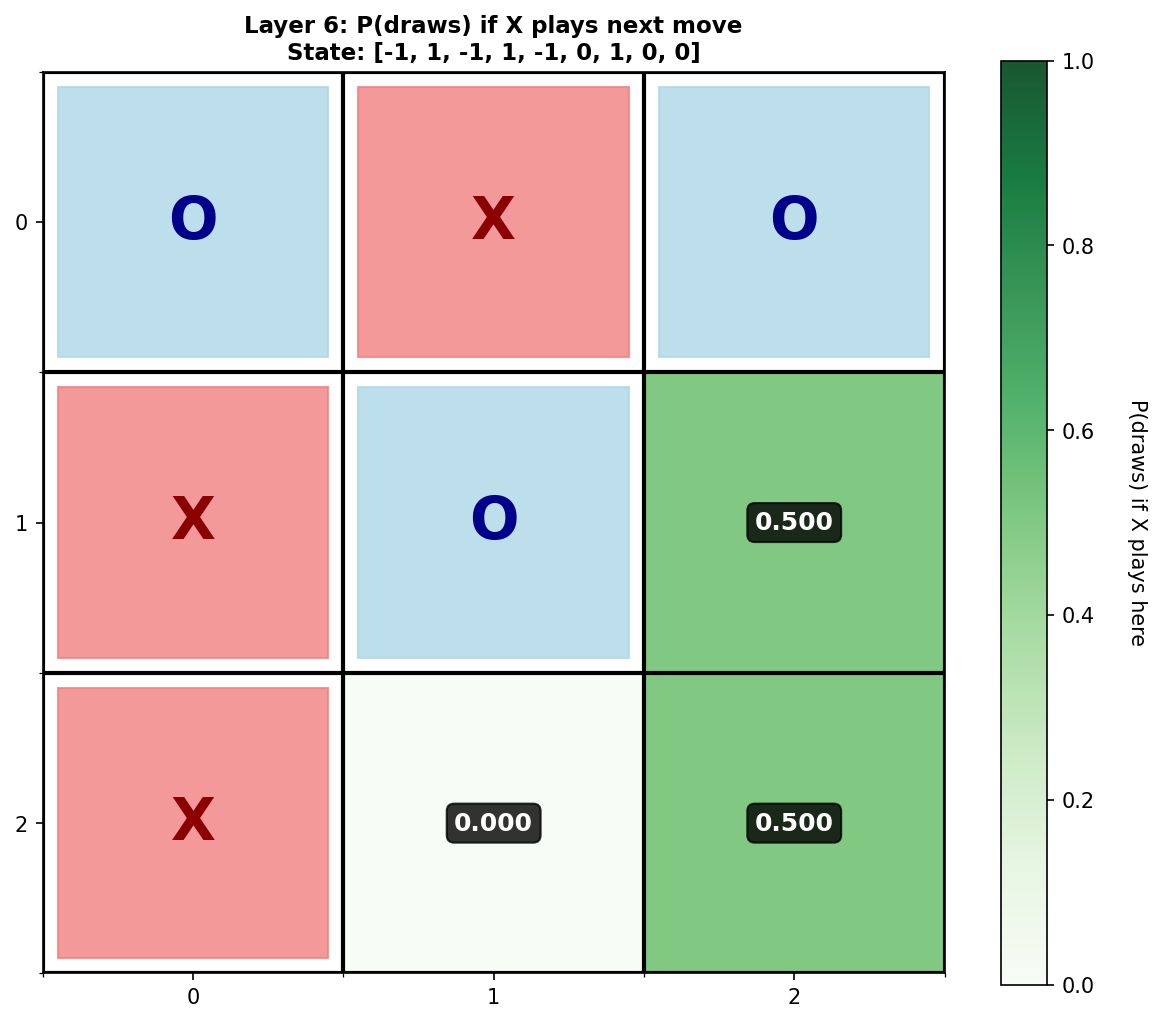 Layer 6: P(draws) if X plays next move
State: [-1, 1, -1, 1, -1, 0, 1, 0, 0]
O
X
O
0
X
O
0.500
1
X
0.000
0.500
2
0
1
2
1.0
0.8
0.6
0.4
0.2
0.0
P(draws) if X plays here